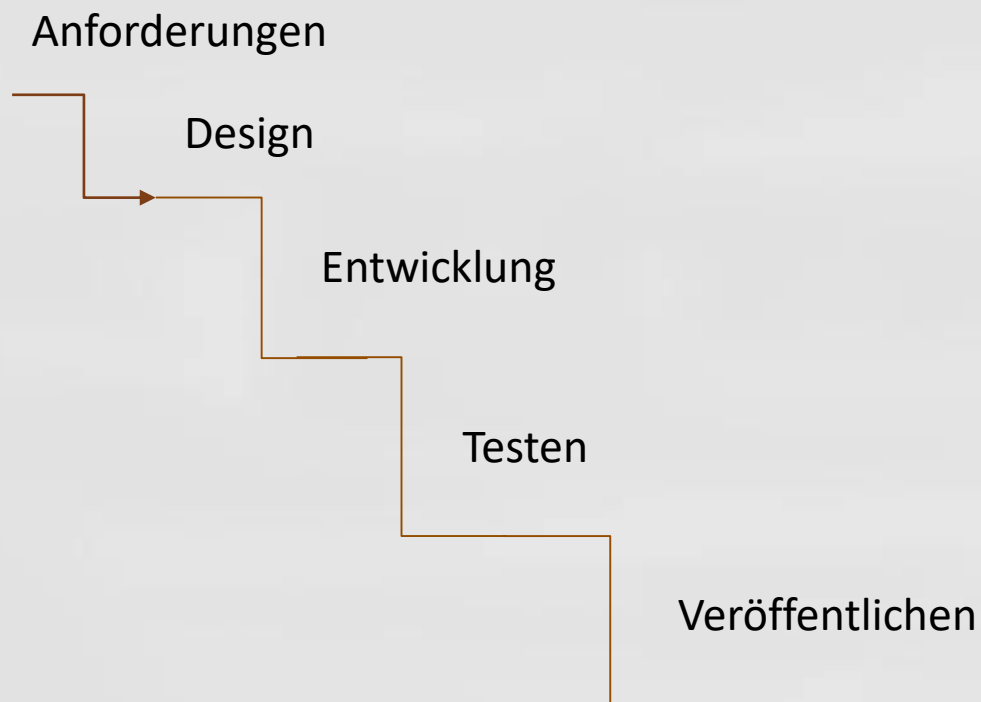 Anforderungen
Design
Entwicklung
Testen
Veröffentlichen